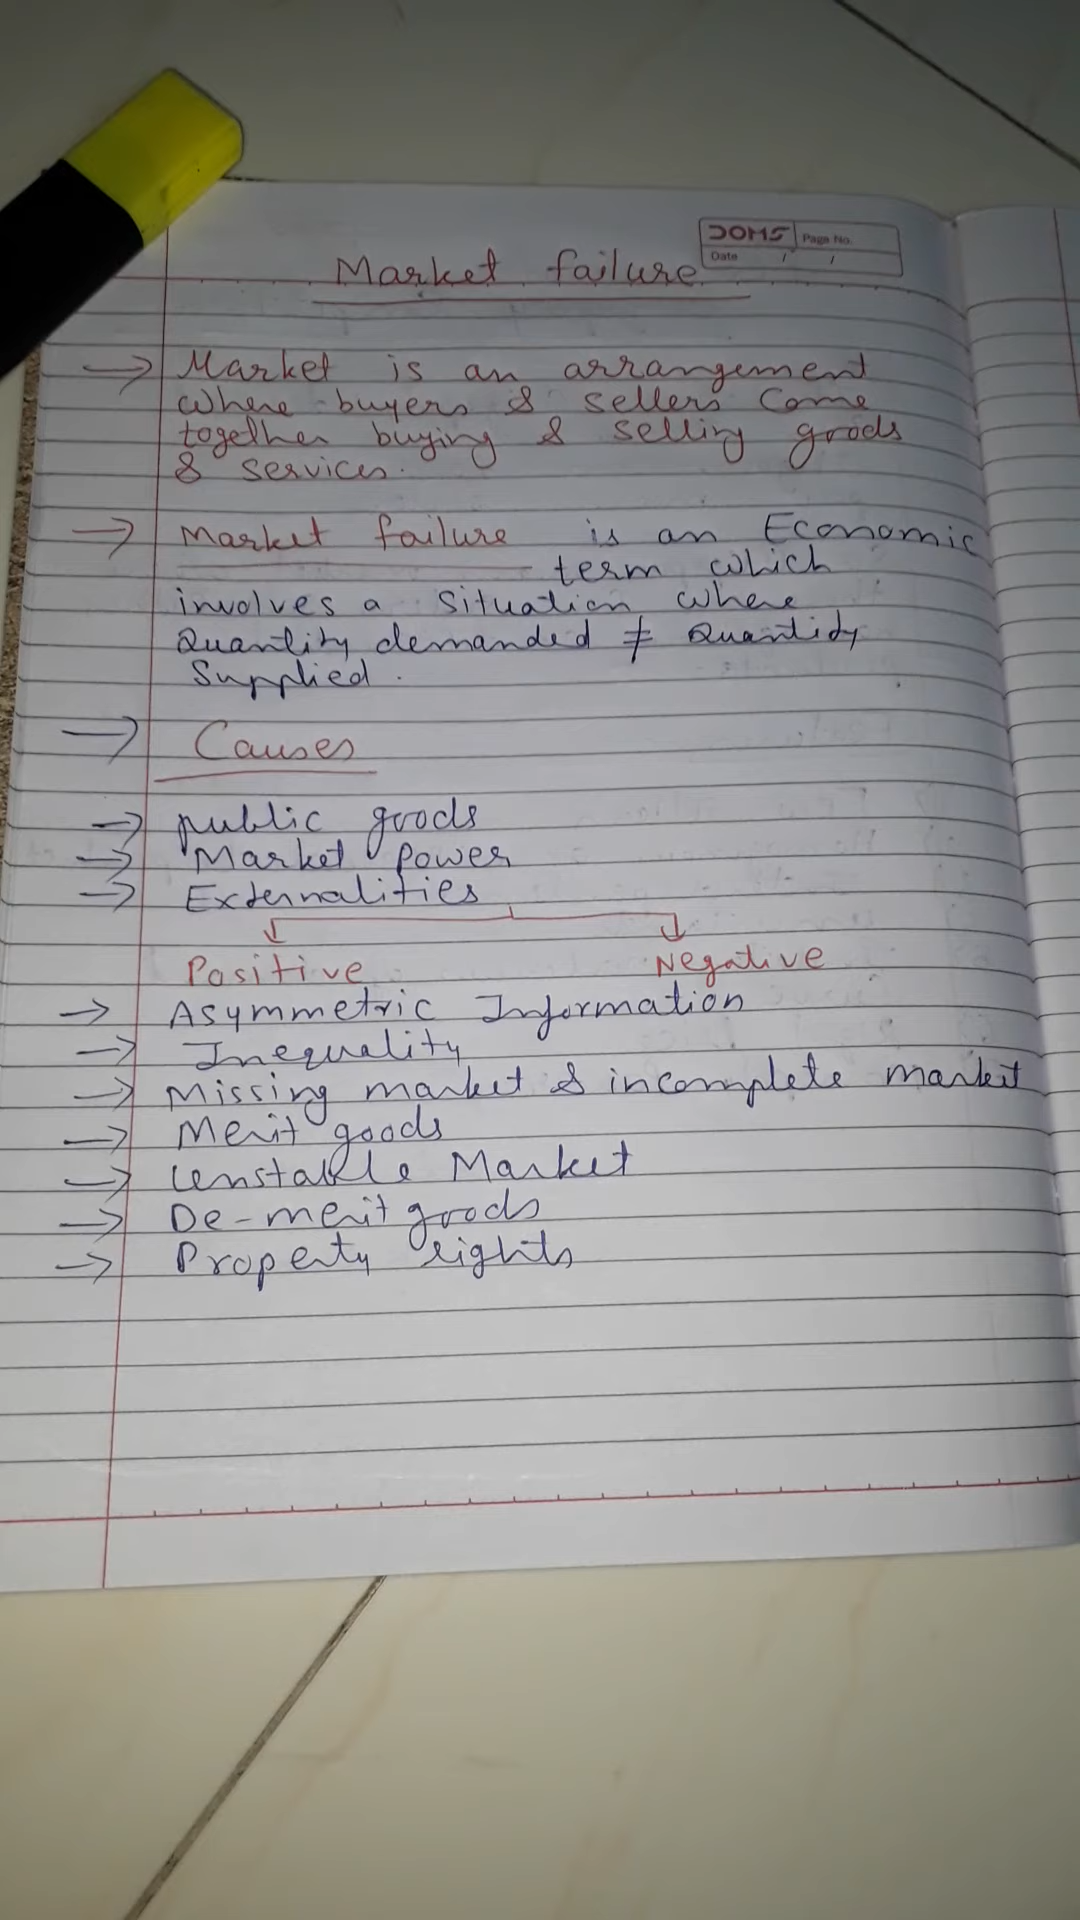 DOMS Page No.
Date / /
Market failure
→ Market is an arrangement
where buyers & sellers come
together buying & selling goods
& services.
→ Market failure is an Economic
term which
involves a situation where
Quantity demanded ≠ Quantity
Supplied.
→ Causes
→ public goods
→ Market Power
→ Externalities
Positive Negative
→ Asymmetric Information
→ Inequality
→ Missing market & incomplete market
→ Merit goods
→ Unstable Market
→ De-merit goods
→ Property rights